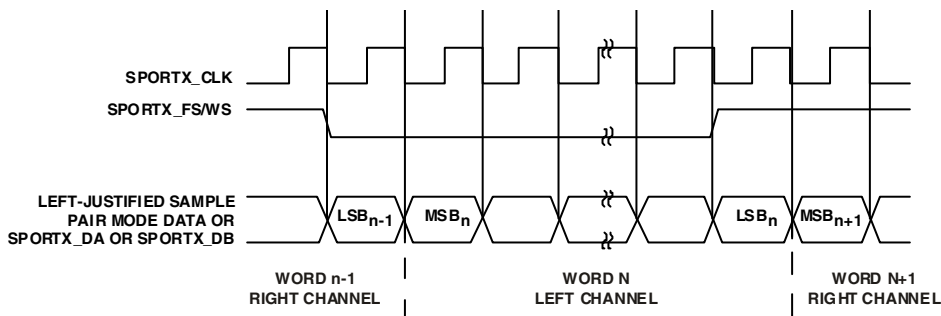 SPORTX_CLK
SPORTX_FS/WS
LEFT-JUSTIFIED SAMPLE
PAIR MODE DATA OR
SPORTX_DA OR SPORTX_DB
LSBn-1
MSBn
LSBn
MSBn+1
WORD n-1
RIGHT CHANNEL
WORD N
LEFT CHANNEL
WORD N+1
RIGHT CHANNEL